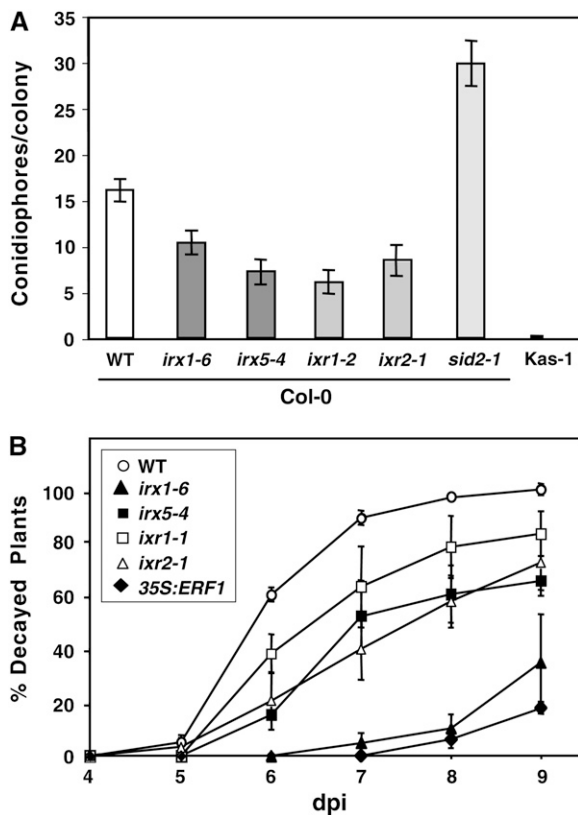 A
Conidiophores/colony
35
30
25
20
15
10
5
0
WT irx1-6 irx5-4 ixr1-2 ixr2-1 sid2-1 Kas-1
Col-0
B
% Decayed Plants
100
80
60
40
20
0
WT
irx1-6
irx5-4
ixr1-1
ixr2-1
35S:ERF1
4 5 6 7 8 9
dpi